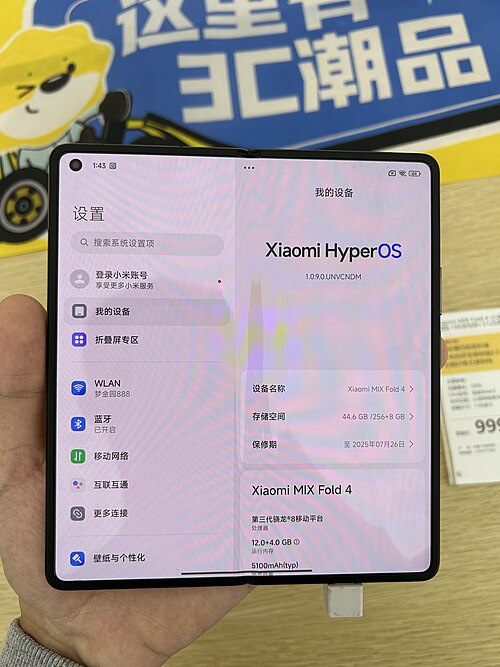 这里有
3C潮品
1:43
设置
搜索系统设置项
登录小米账号
享受更多小米服务
我的设备
折叠屏专区
WLAN
梦金园888
蓝牙
已开启
移动网络
互联互通
更多连接
壁纸与个性化
我的设备
Xiaomi HyperOS
1.0.9.0.UNVCNDM
设备名称
Xiaomi MIX Fold 4
存储空间
44.6 GB /256+8 GB
保修期
至 2025年07月26日
Xiaomi MIX Fold 4
第三代骁龙®8移动平台
处理器
12.0+4.0 GB
运行内存
5100mAh(typ)
999